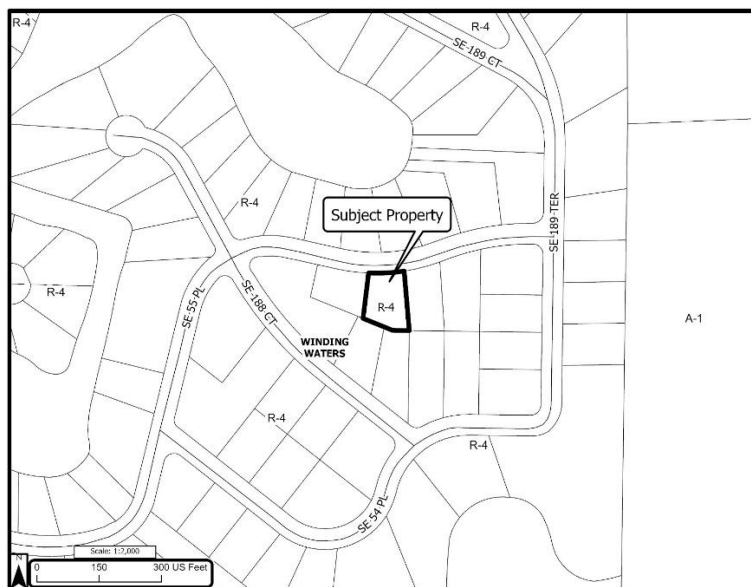 R-4
R-4
SE 189 CT
R-4
Subject Property
SE 189 TER
R-4
SE 55 PL
SE 188 CT
R-4
A-1
WINDING
WATERS
R-4
R-4
SE 54 PL
N
Scale: 1:2,000
0 150 300 US Feet